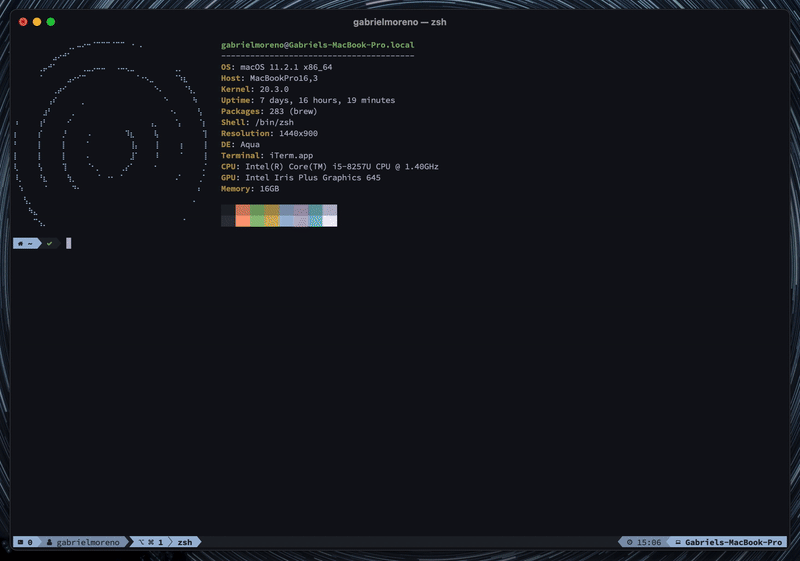 gabrielmoreno — zsh
gabrielmoreno@Gabriels-MacBook-Pro.local
----------------------------------------
OS: macOS 11.2.1 x86_64
Host: MacBookPro16,3
Kernel: 20.3.0
Uptime: 7 days, 16 hours, 19 minutes
Packages: 283 (brew)
Shell: /bin/zsh
Resolution: 1440x900
DE: Aqua
Terminal: iTerm.app
CPU: Intel(R) Core(TM) i5-8257U CPU @ 1.40GHz
GPU: Intel Iris Plus Graphics 645
Memory: 16GB
~ ✔
0 gabrielmoreno ⌥ ⌘ 1 zsh 15:06 Gabriels-MacBook-Pro